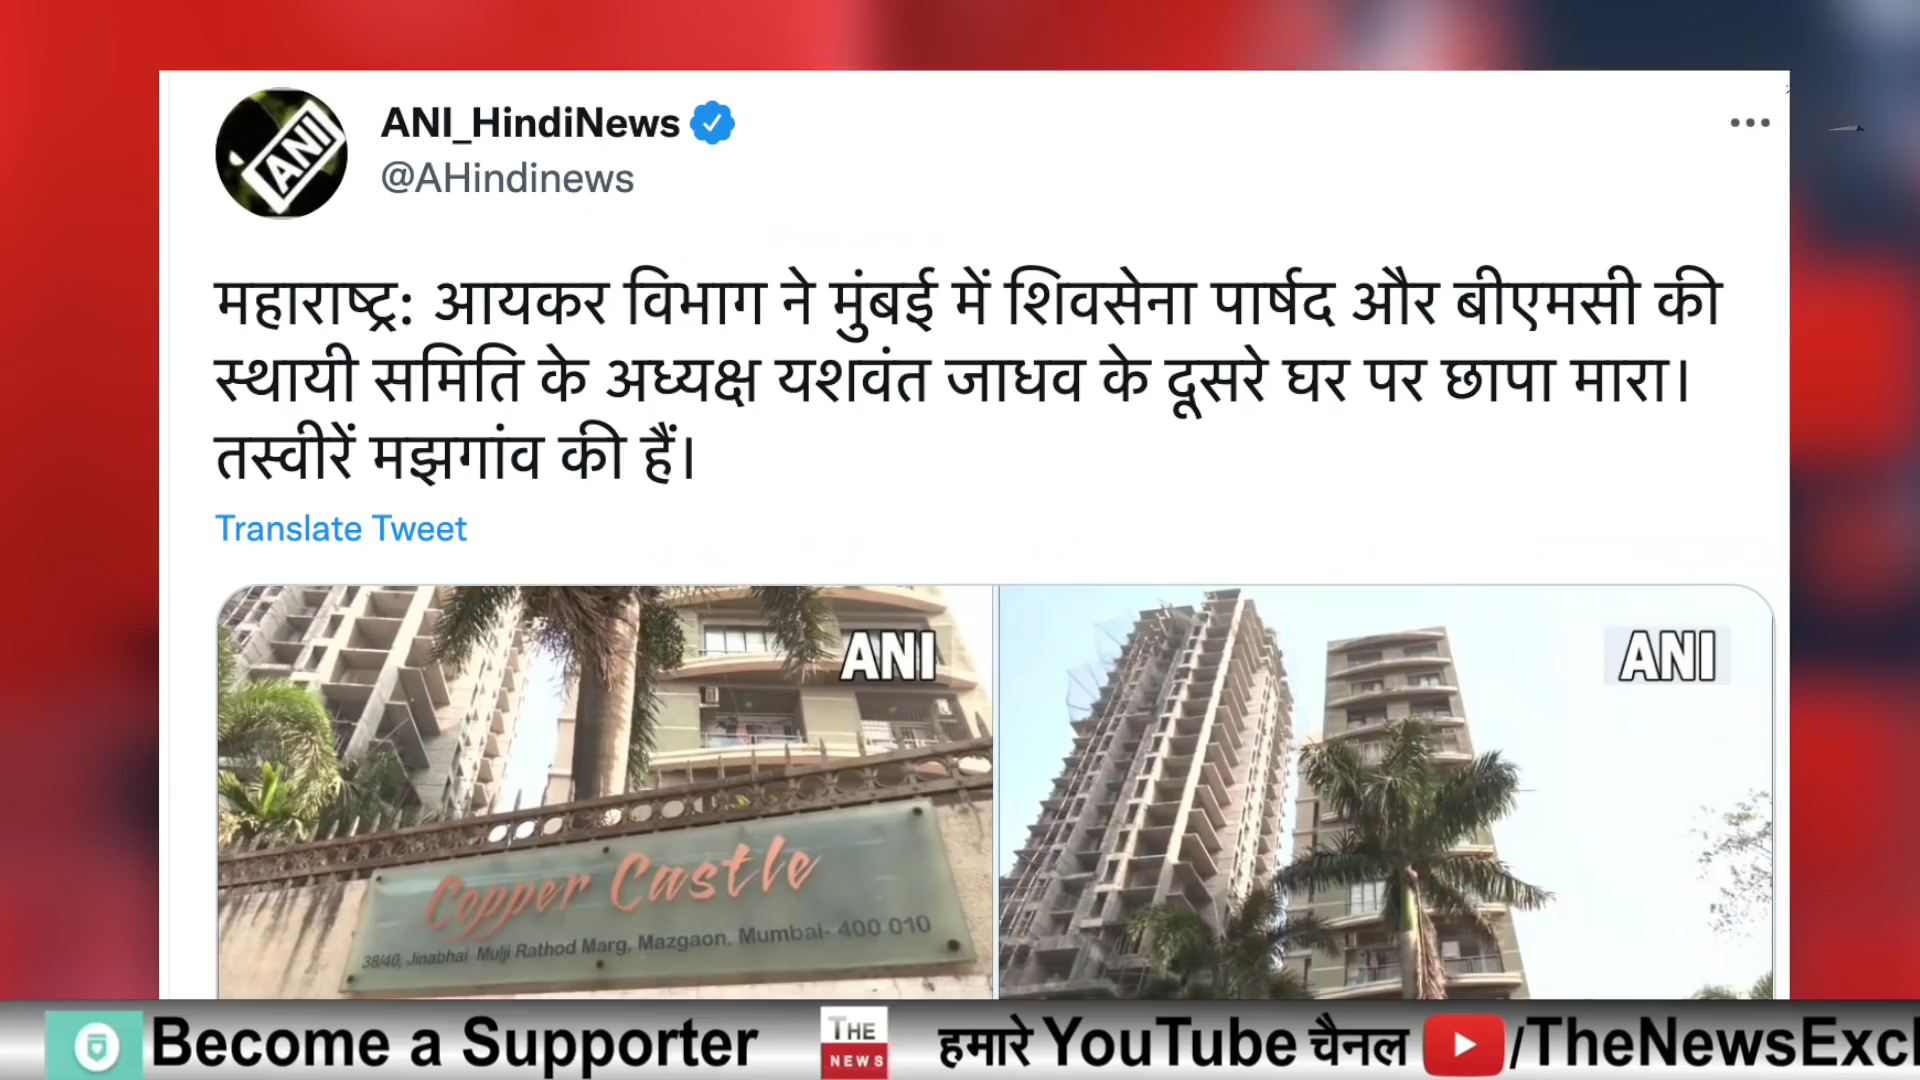 ANI
ANI_HindiNews
@AHindinews
महाराष्ट्र: आयकर विभाग ने मुंबई में शिवसेना पार्षद और बीएमसी की
स्थायी समिति के अध्यक्ष यशवंत जाधव के दूसरे घर पर छापा मारा।
तस्वीरें मझगांव की हैं।
Translate Tweet
ANI
ANI
Copper Castle
38/40, Jinabhai Mulji Rathod Marg, Mazgaon, Mumbai- 400 010
Become a Supporter
THE
NEWS
हमारे YouTube चैनल
/TheNewsExcl